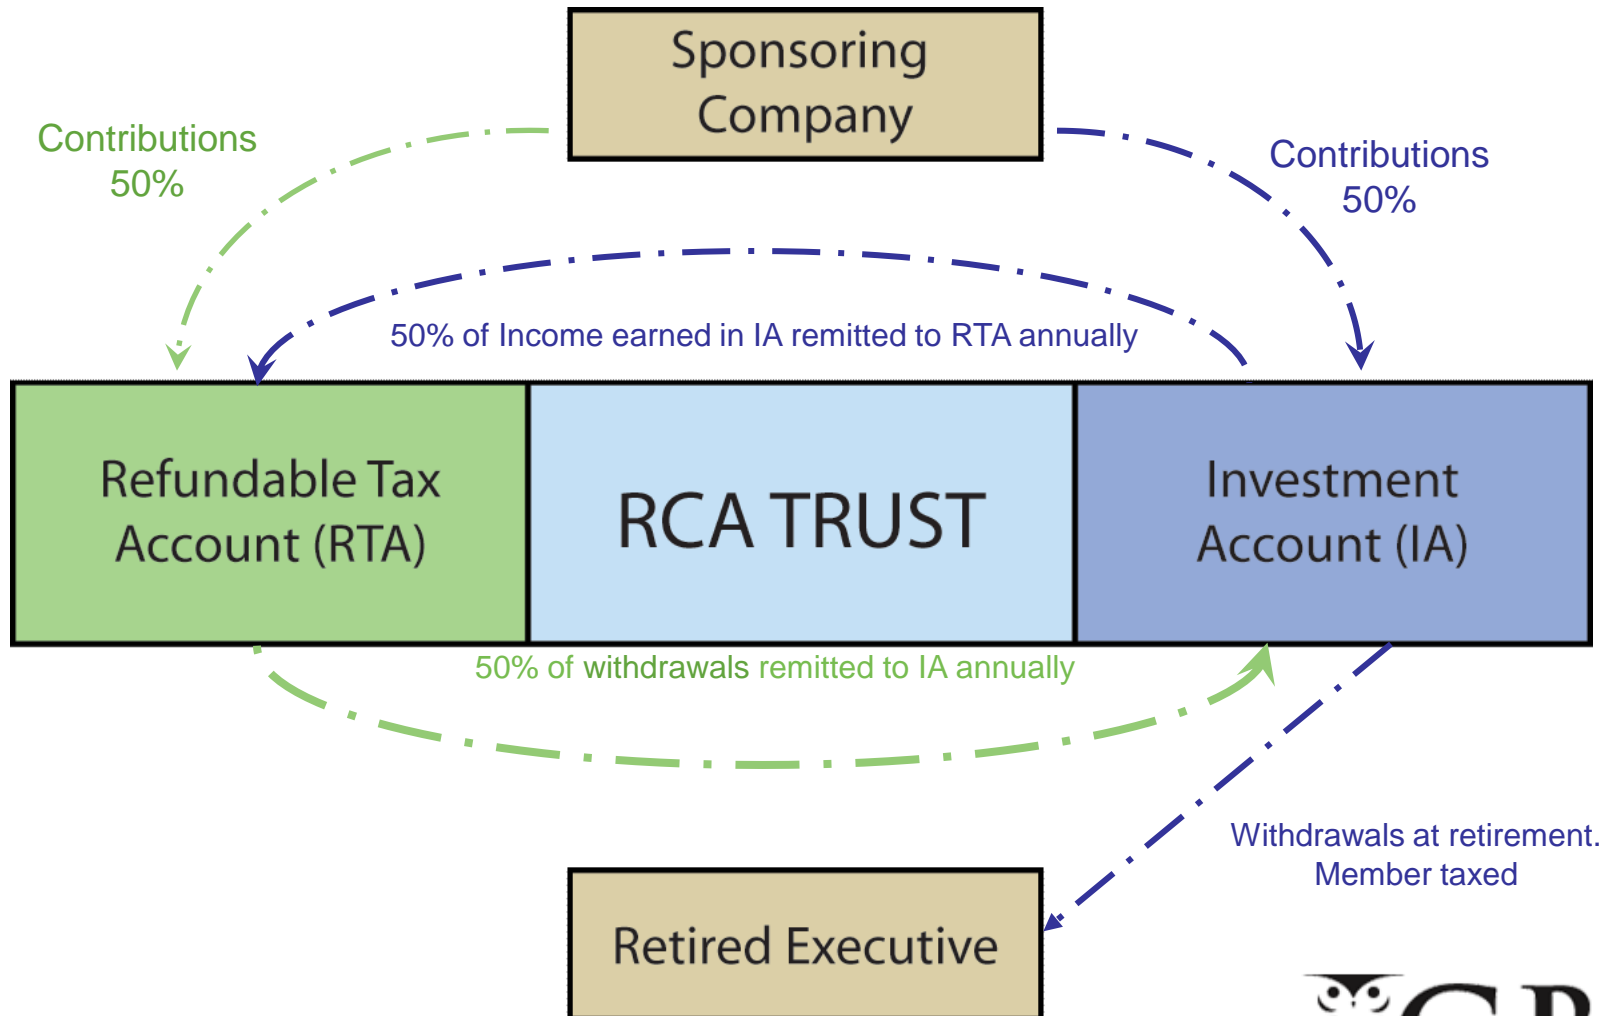 Sponsoring
Company
Contributions
50%
Contributions
50%
50% of Income earned in IA remitted to RTA annually
Refundable Tax
Account (RTA)
RCA TRUST
Investment
Account (IA)
50% of withdrawals remitted to IA annually
Withdrawals at retirement.
Member taxed
Retired Executive